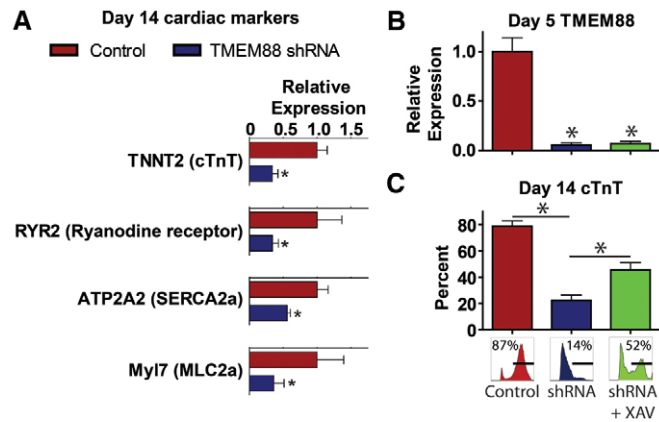 A
Day 14 cardiac markers
Control
TMEM88 shRNA
Relative
Expression
0 0.5 1.0 1.5
TNNT2 (cTnT)
*
RYR2 (Ryanodine receptor)
*
ATP2A2 (SERCA2a)
*
Myl7 (MLC2a)
*
B
Day 5 TMEM88
Relative
Expression
1.0
0.5
0.0
* *
C
Day 14 cTnT
Percent
80
60
40
20
0
* *
87% 14% 52%
Control shRNA shRNA
+ XAV